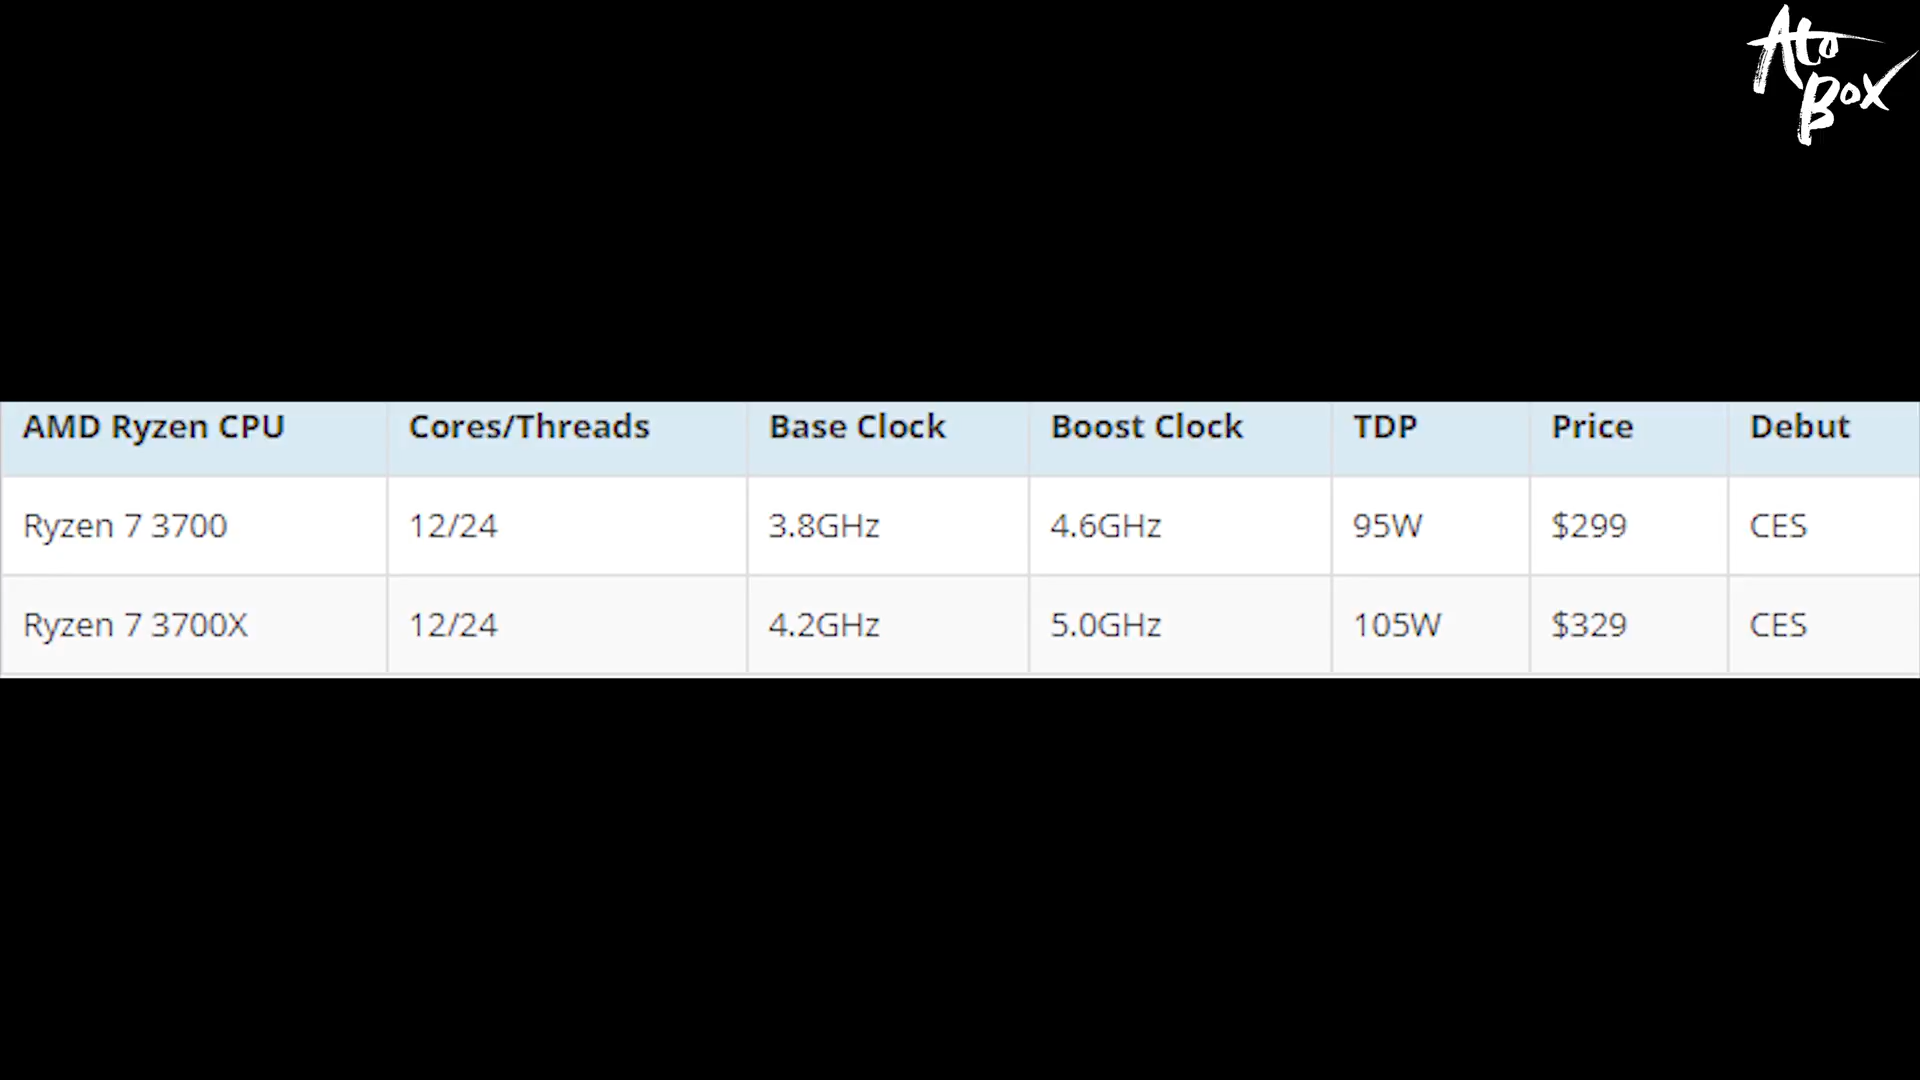 Ato
Box
AMD Ryzen CPU Cores/Threads Base Clock Boost Clock TDP Price Debut
Ryzen 7 3700 12/24 3.8GHz 4.6GHz 95W $299 CES
Ryzen 7 3700X 12/24 4.2GHz 5.0GHz 105W $329 CES